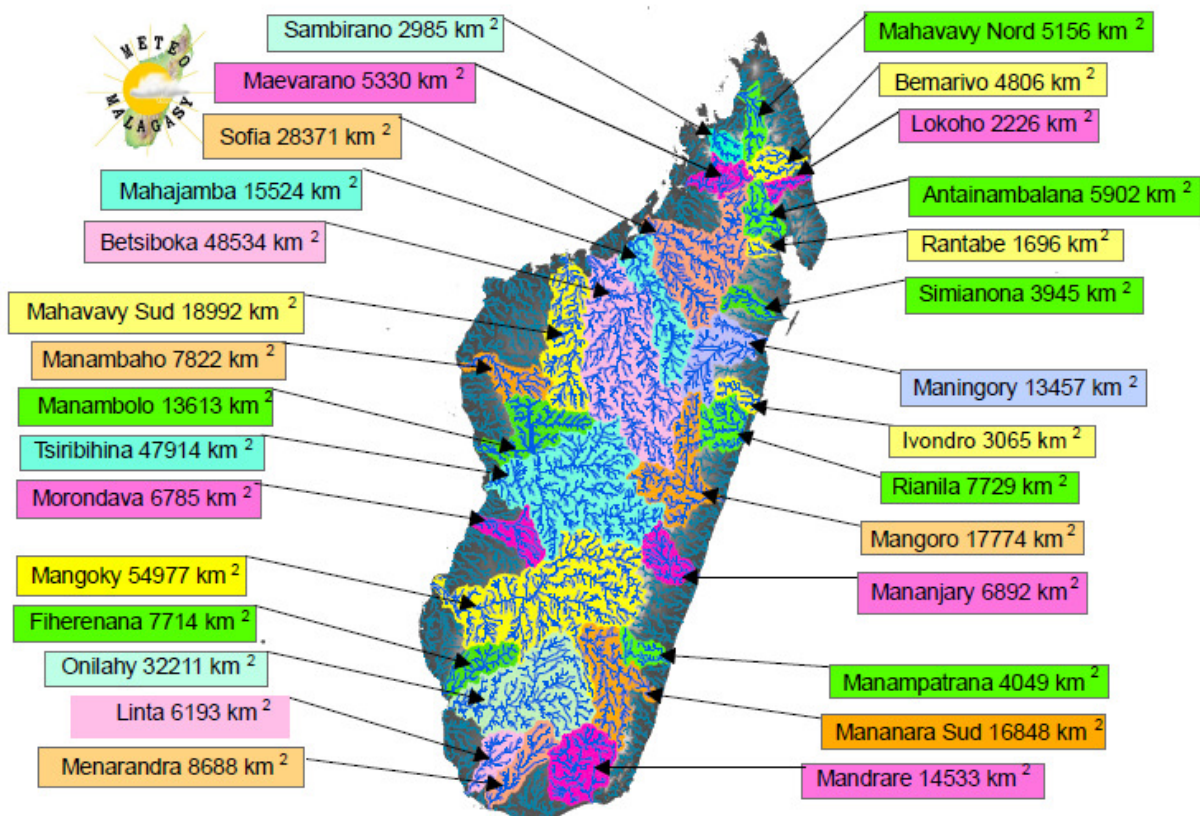 METEO
MALAGASY
Sambirano 2985 km 2
Maevarano 5330 km 2
Sofia 28371 km 2
Mahajamba 15524 km 2
Betsiboka 48534 km 2
Mahavavy Sud 18992 km 2
Manambaho 7822 km 2
Manambolo 13613 km 2
Tsiribihina 47914 km 2
Morondava 6785 km 2
Mangoky 54977 km 2
Fiherenana 7714 km 2
Onilahy 32211 km 2
Linta 6193 km 2
Menarandra 8688 km 2
Mahavavy Nord 5156 km 2
Bemarivo 4806 km 2
Lokoho 2226 km 2
Antainambalana 5902 km 2
Rantabe 1696 km 2
Simianona 3945 km 2
Maningory 13457 km 2
Ivondro 3065 km 2
Rianila 7729 km 2
Mangoro 17774 km 2
Mananjary 6892 km 2
Manampatrana 4049 km 2
Mananara Sud 16848 km 2
Mandrare 14533 km 2